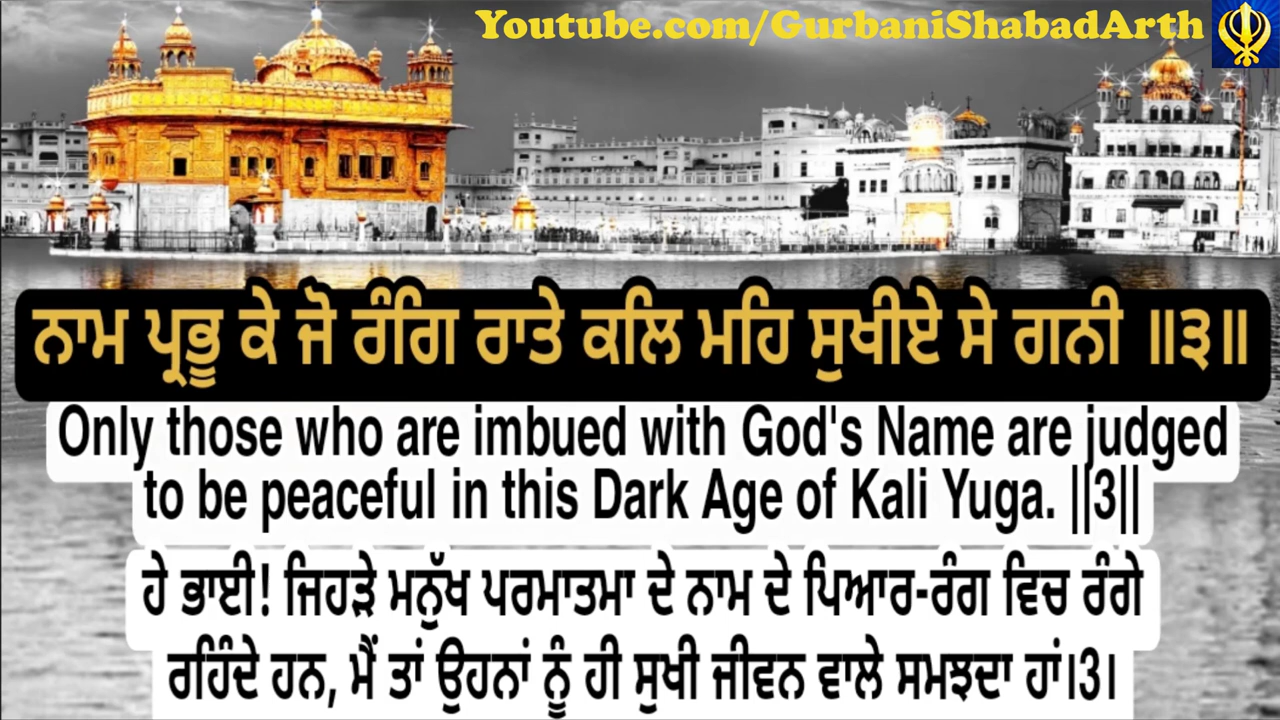 Youtube.com/GurbaniShabadArth
ਨਾਮ ਪ੍ਰਭੂ ਕੇ ਜੋ ਰੰਗਿ ਰਾਤੇ ਕਲਿ ਮਹਿ ਸੁਖੀਏ ਸੇ ਗਨੀ ॥੩॥
Only those who are imbued with God's Name are judged
to be peaceful in this Dark Age of Kali Yuga. ||3||
ਹੇ ਭਾਈ! ਜਿਹੜੇ ਮਨੁੱਖ ਪਰਮਾਤਮਾ ਦੇ ਨਾਮ ਦੇ ਪਿਆਰ-ਰੰਗ ਵਿਚ ਰੰਗੇ
ਰਹਿੰਦੇ ਹਨ, ਮੈਂ ਤਾਂ ਉਹਨਾਂ ਨੂੰ ਹੀ ਸੁਖੀ ਜੀਵਨ ਵਾਲੇ ਸਮਝਦਾ ਹਾਂ।3।